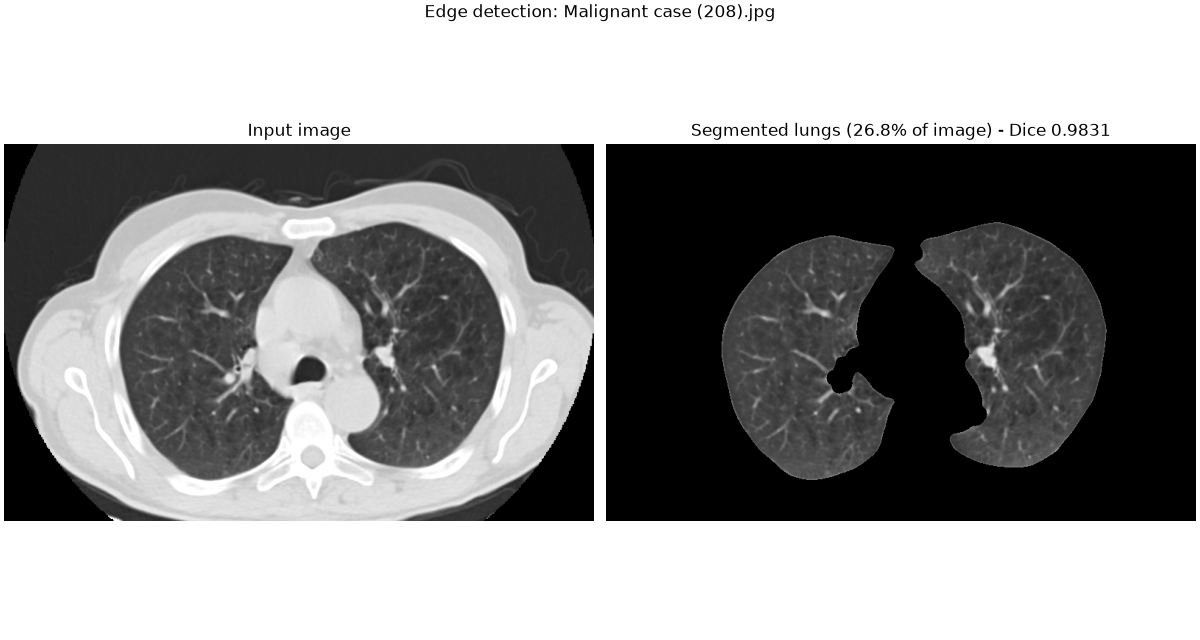 Edge detection: Malignant case (208).jpg
Input image
Segmented lungs (26.8% of image) - Dice 0.9831